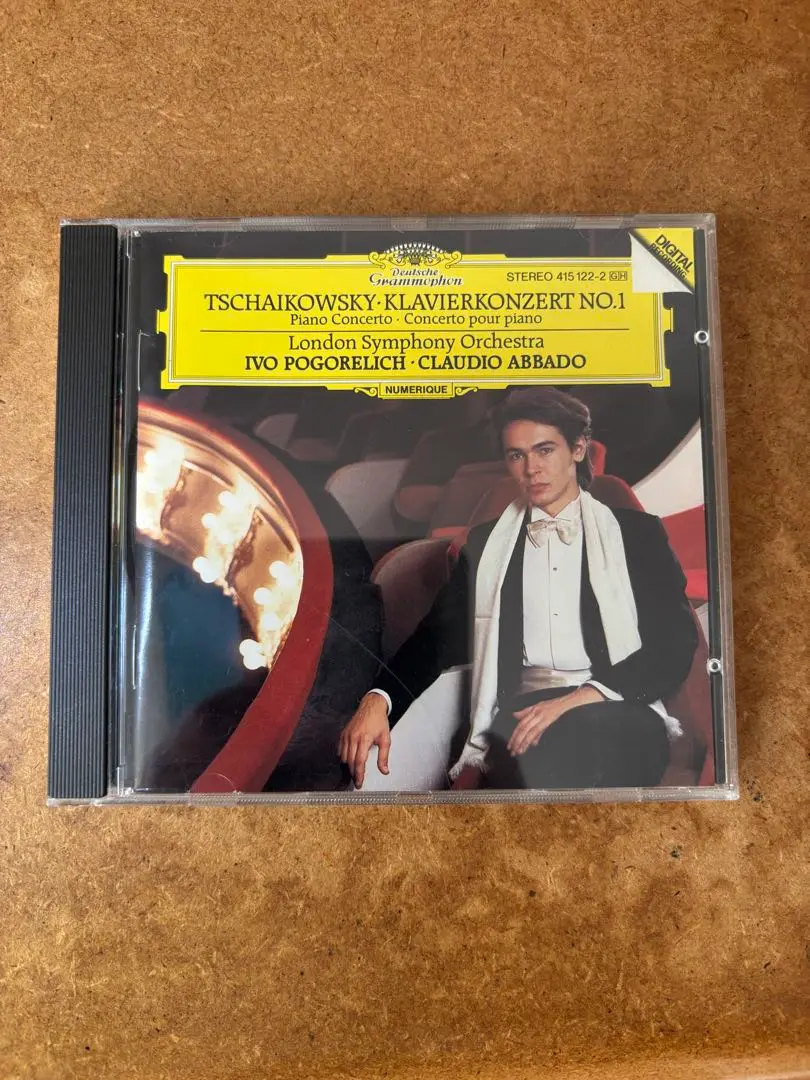 Deutsche
Grammophon
STEREO 415 122-2 GH
DIGITAL
RECORDING
TSCHAIKOWSKY · KLAVIERKONZERT NO.1
Piano Concerto · Concerto pour piano
London Symphony Orchestra
IVO POGORELICH · CLAUDIO ABBADO
NUMERIQUE